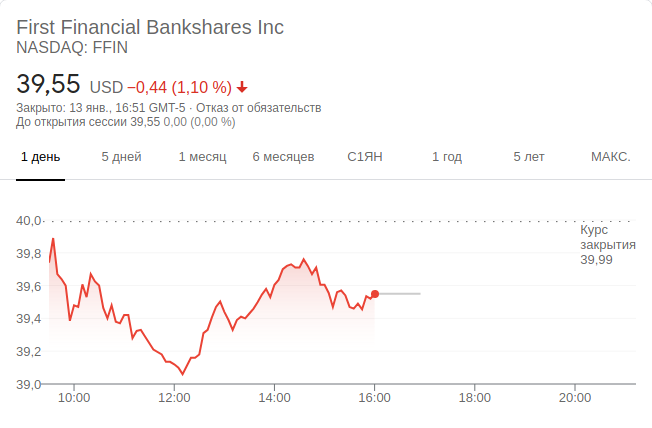 First Financial Bankshares Inc
NASDAQ: FFIN
39,55 USD −0,44 (1,10 %)
Закрыто: 13 янв., 16:51 GMT-5 · Отказ от обязательств
До открытия сессии 39,55 0,00 (0,00 %)
1 день 5 дней 1 месяц 6 месяцев С1ЯН 1 год 5 лет МАКС.
40,0
Курс
закрытия
39,99
39,8
39,6
39,4
39,2
39,0
10:00 12:00 14:00 16:00 18:00 20:00